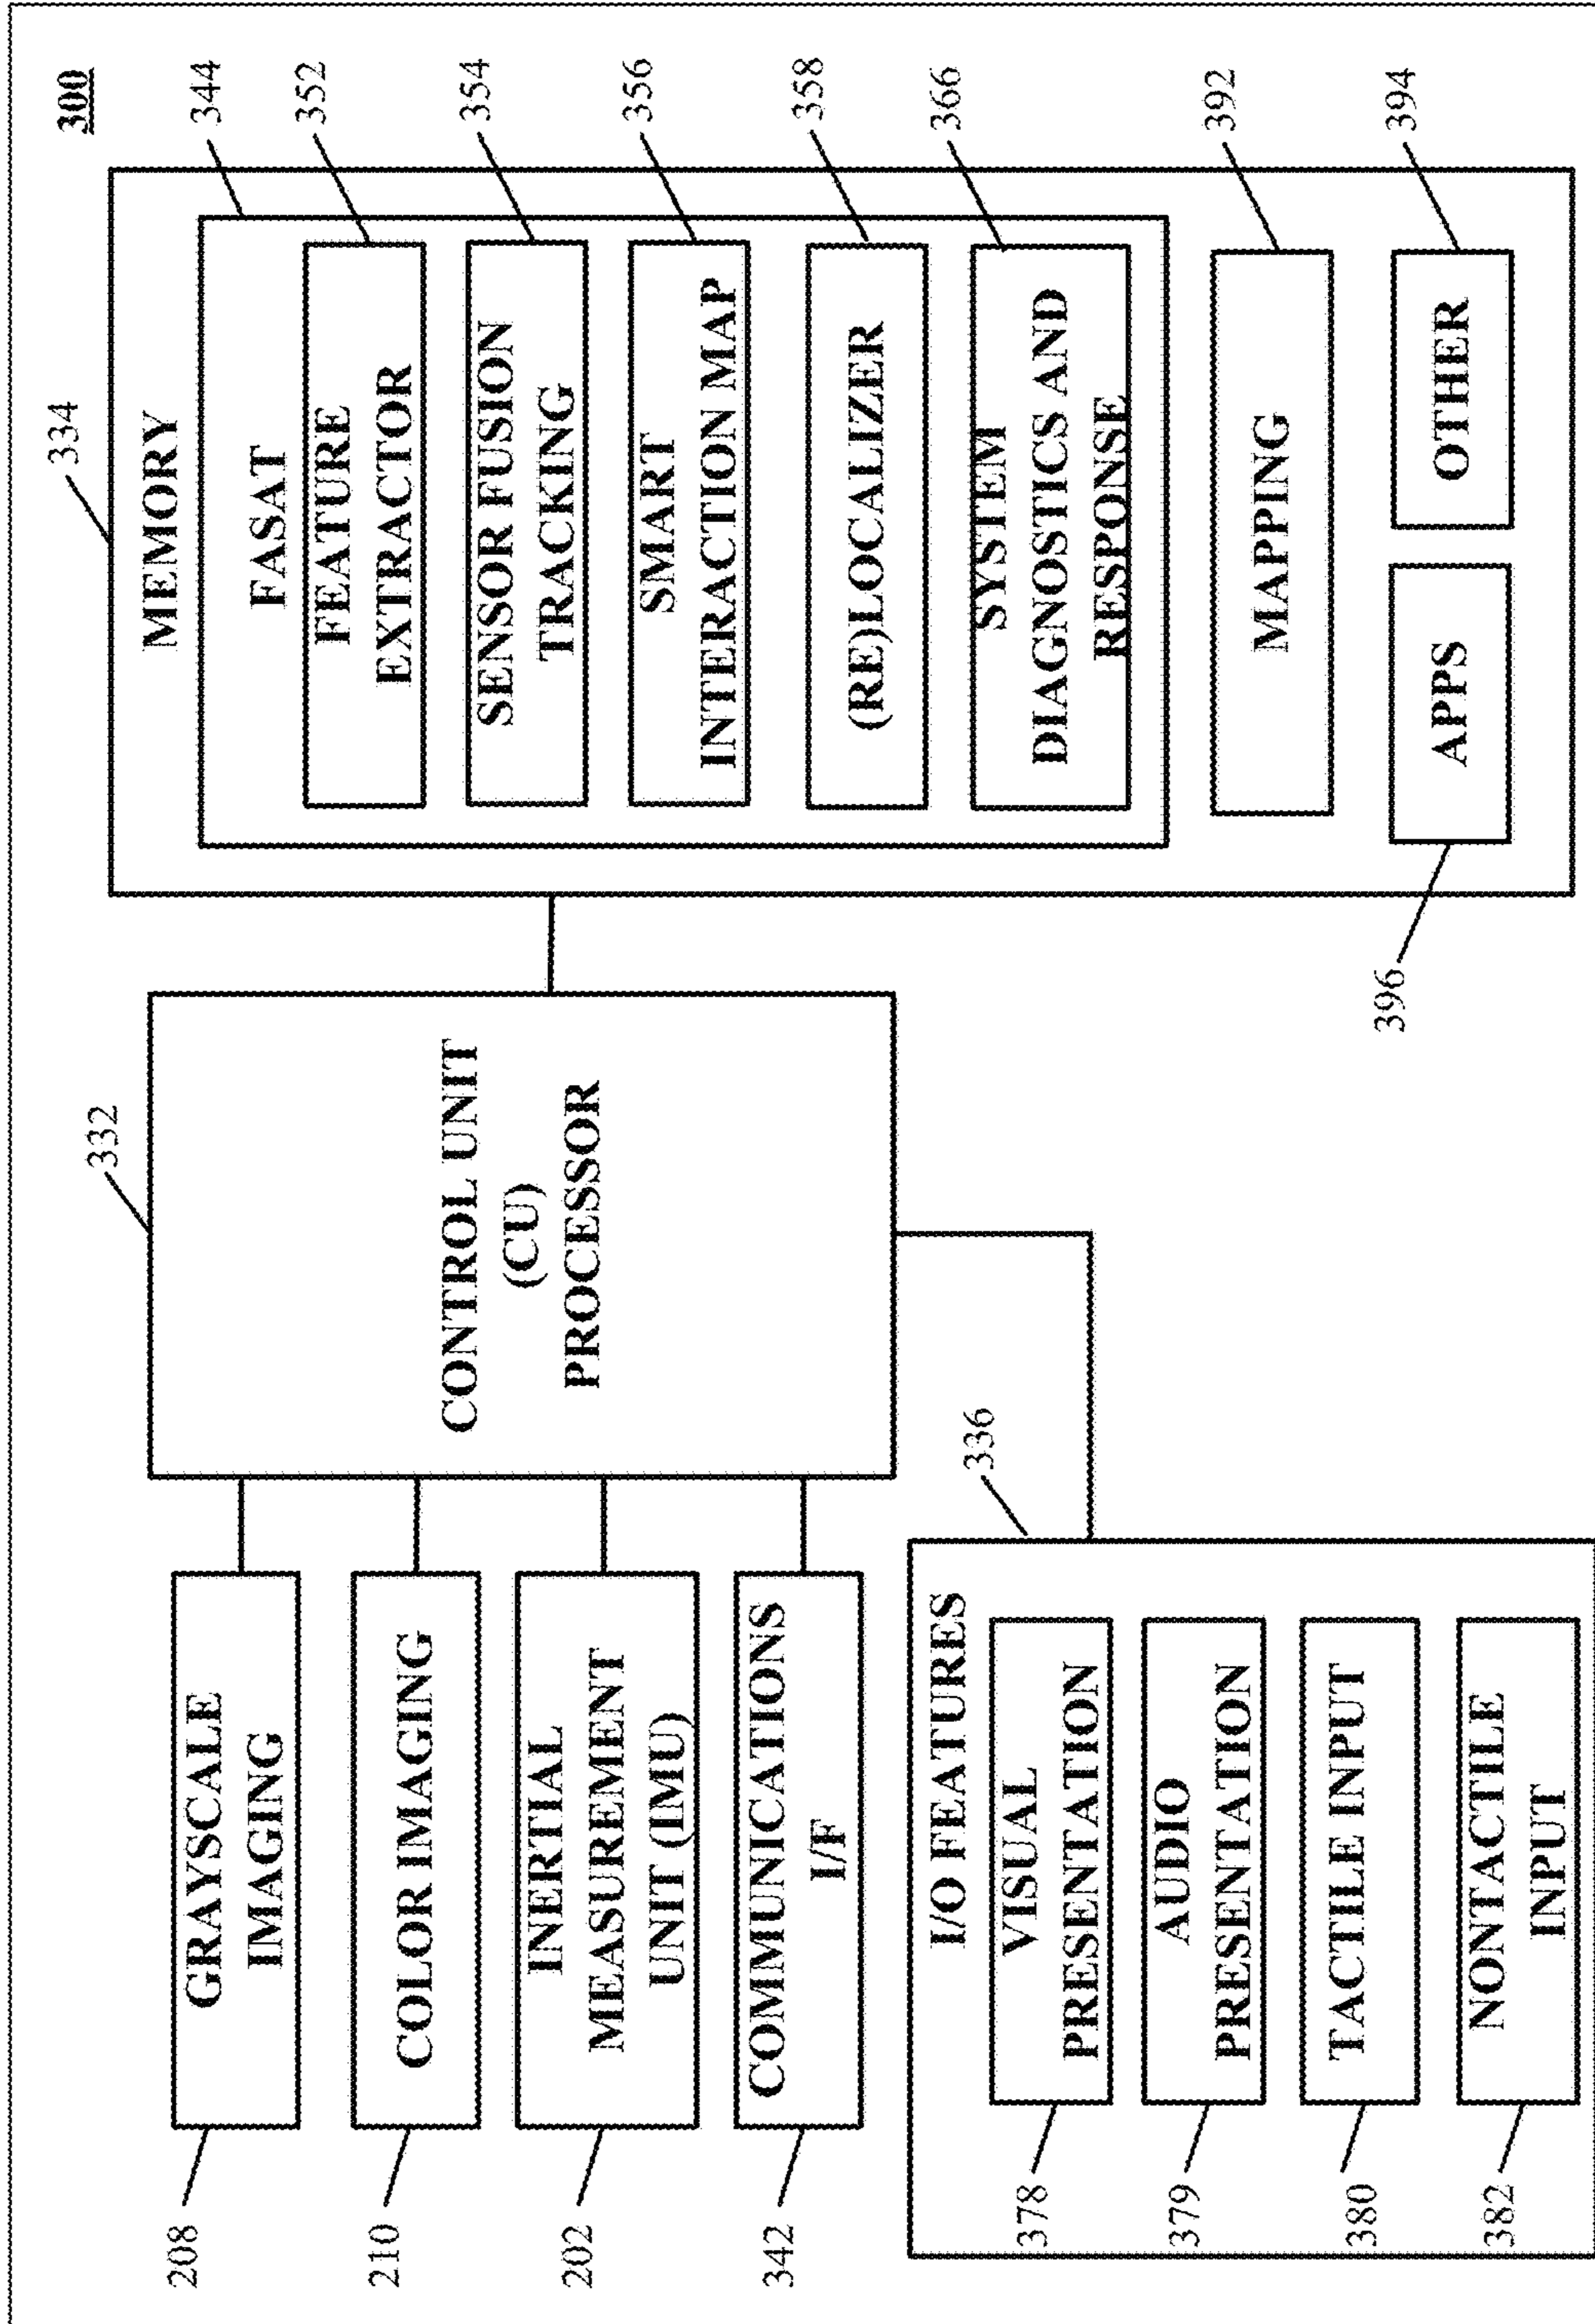 300
208
GRAYSCALE
IMAGING
210
COLOR IMAGING
202
INERTIAL
MEASUREMENT
UNIT (IMU)
342
COMMUNICATIONS
I/F
332
CONTROL UNIT
(CU)
PROCESSOR
336
I/O FEATURES
378
VISUAL
PRESENTATION
379
AUDIO
PRESENTATION
380
TACTILE INPUT
382
NONTACTILE
INPUT
334
MEMORY
344
FASAT
352
FEATURE
EXTRACTOR
354
SENSOR FUSION
TRACKING
356
SMART
INTERACTION MAP
358
(RE)LOCALIZER
366
SYSTEM
DIAGNOSTICS AND
RESPONSE
392
MAPPING
396
APPS
394
OTHER